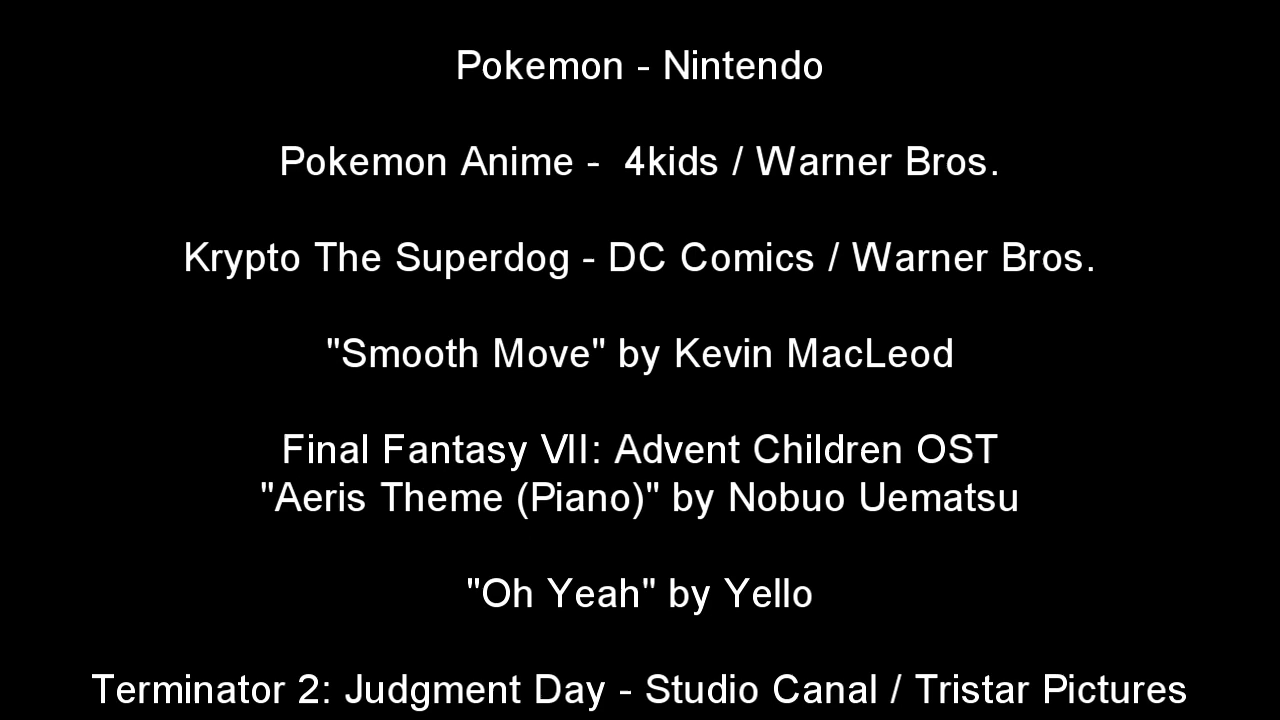 Pokemon - Nintendo
Pokemon Anime -  4kids / Warner Bros.
Krypto The Superdog - DC Comics / Warner Bros.
"Smooth Move" by Kevin MacLeod
Final Fantasy VII: Advent Children OST
"Aeris Theme (Piano)" by Nobuo Uematsu
"Oh Yeah" by Yello
Terminator 2: Judgment Day - Studio Canal / Tristar Pictures